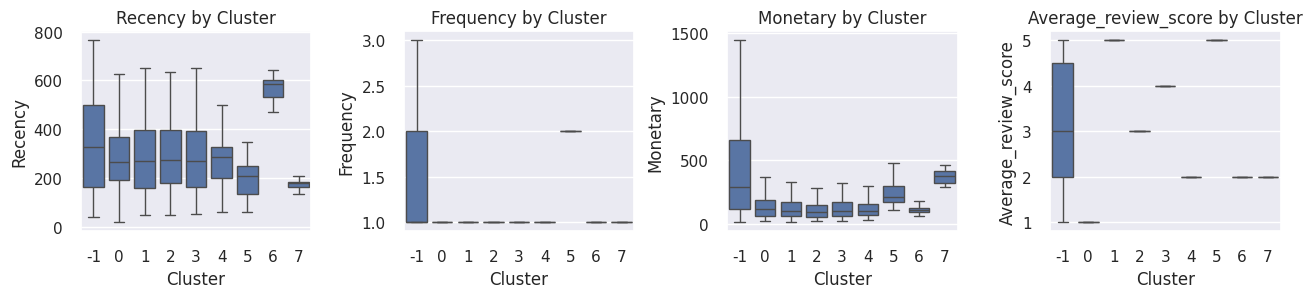 Recency by Cluster
800
600
400
200
0
Recency
-1 0 1 2 3 4 5 6 7
Cluster
Frequency by Cluster
3.0
2.5
2.0
1.5
1.0
Frequency
-1 0 1 2 3 4 5 6 7
Cluster
Monetary by Cluster
1500
1000
500
0
Monetary
-1 0 1 2 3 4 5 6 7
Cluster
Average_review_score by Cluster
5
4
3
2
1
Average_review_score
-1 0 1 2 3 4 5 6 7
Cluster